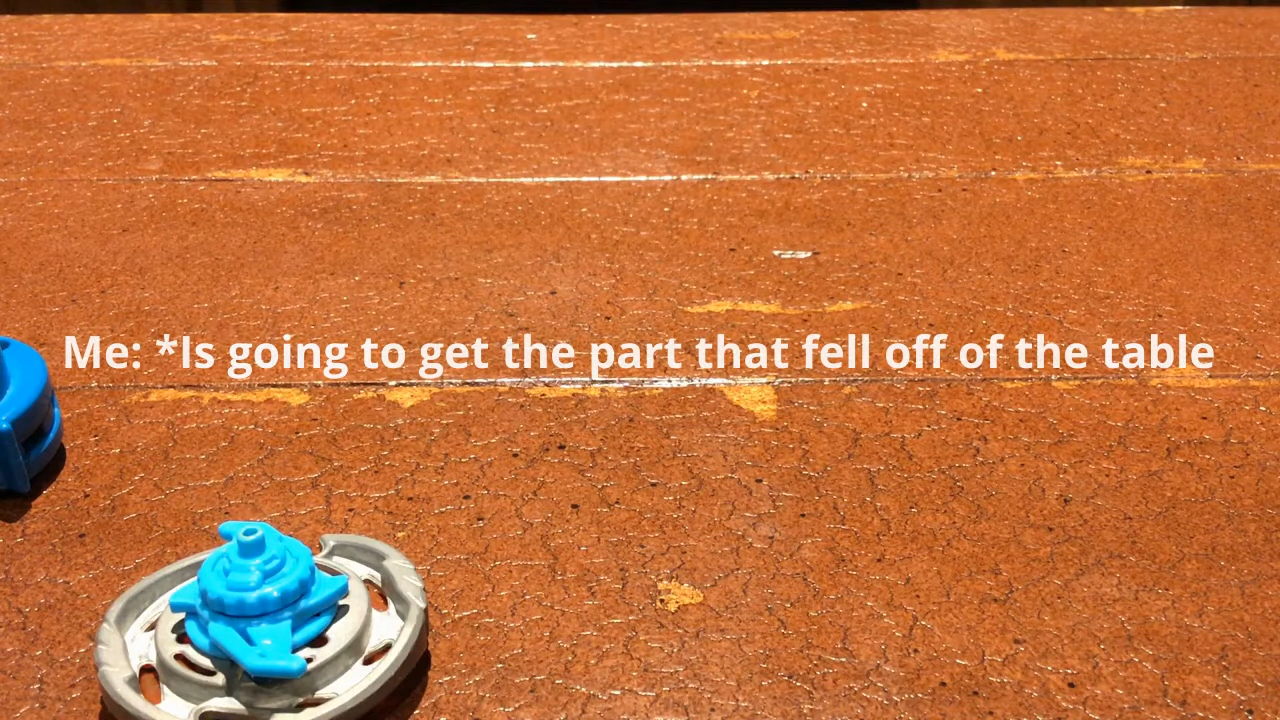 Me: *Is going to get the part that fell off of the table